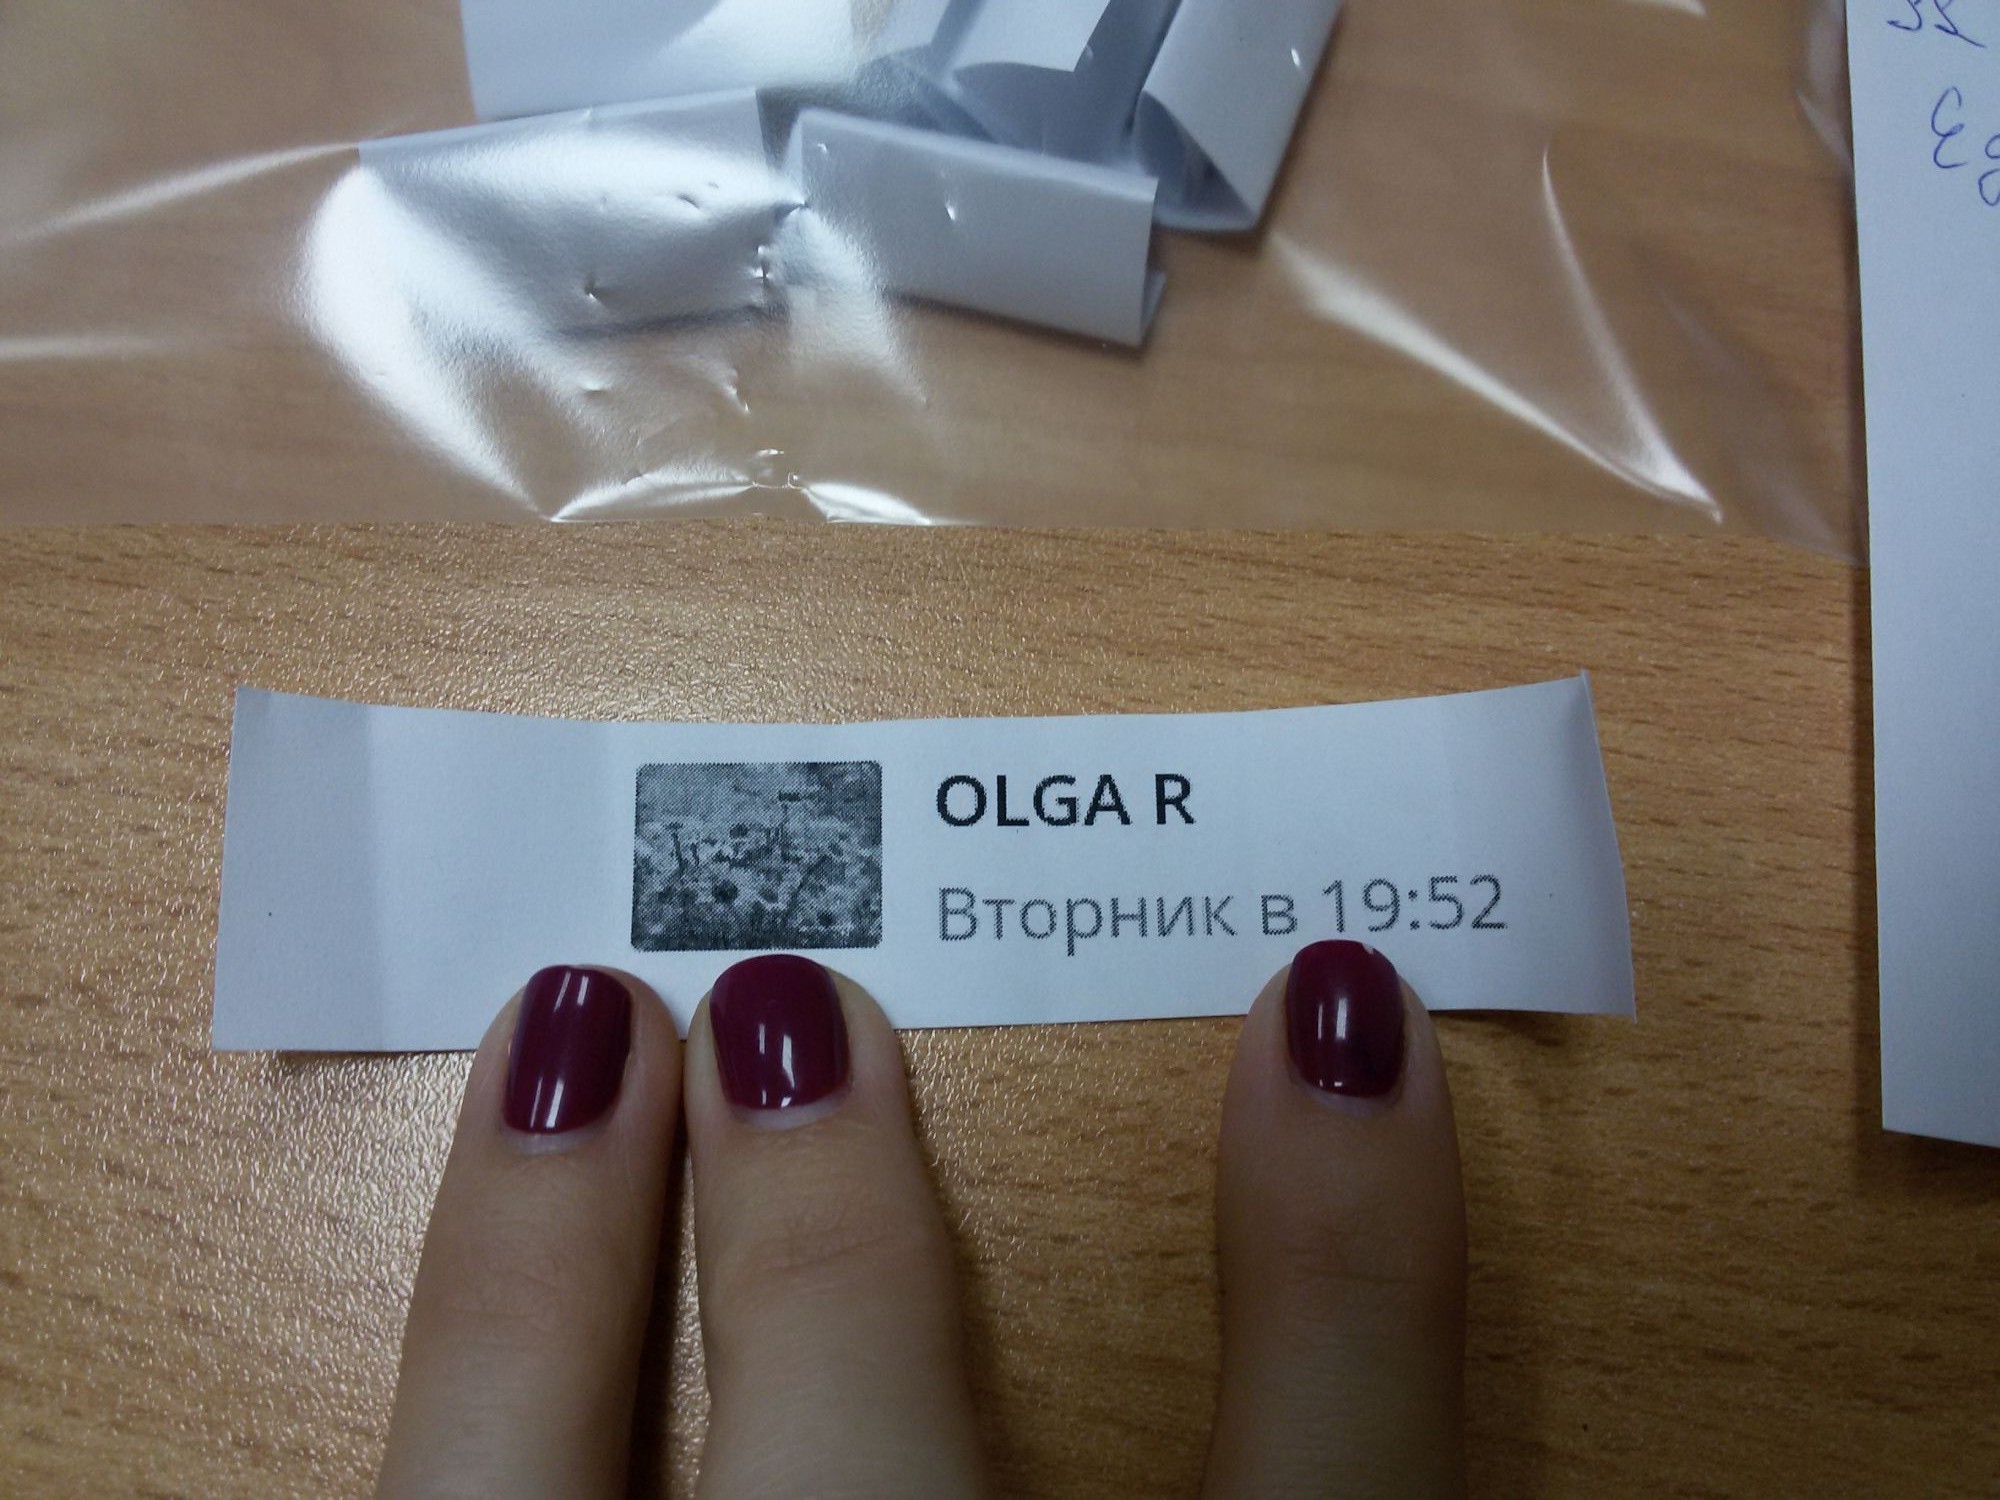 OLGA R
Вторник в 19:52